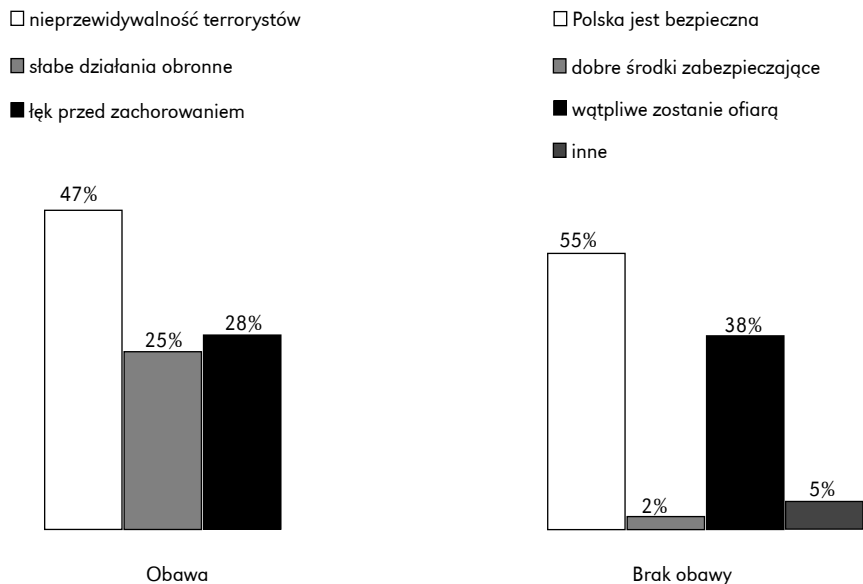 nieprzewidywalność terrorystów
słabe działania obronne
łęk przed zachorowaniem
Polska jest bezpieczna
dobre środki zabezpieczające
wątpliwe zostanie ofiarą
inne
47%
25%
28%
Obawa
55%
2%
38%
5%
Brak obawy